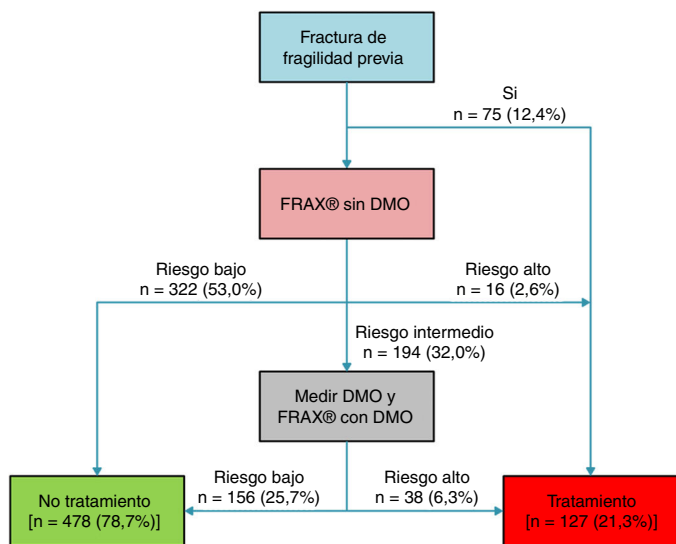 Fractura de
fragilidad previa
Si
n = 75 (12,4%)
FRAX® sin DMO
Riesgo bajo
n = 322 (53,0%)
Riesgo alto
n = 16 (2,6%)
Riesgo intermedio
n = 194 (32,0%)
Medir DMO y
FRAX® con DMO
Riesgo bajo
n = 156 (25,7%)
Riesgo alto
n = 38 (6,3%)
No tratamiento
[n = 478 (78,7%)]
Tratamiento
[n = 127 (21,3%)]